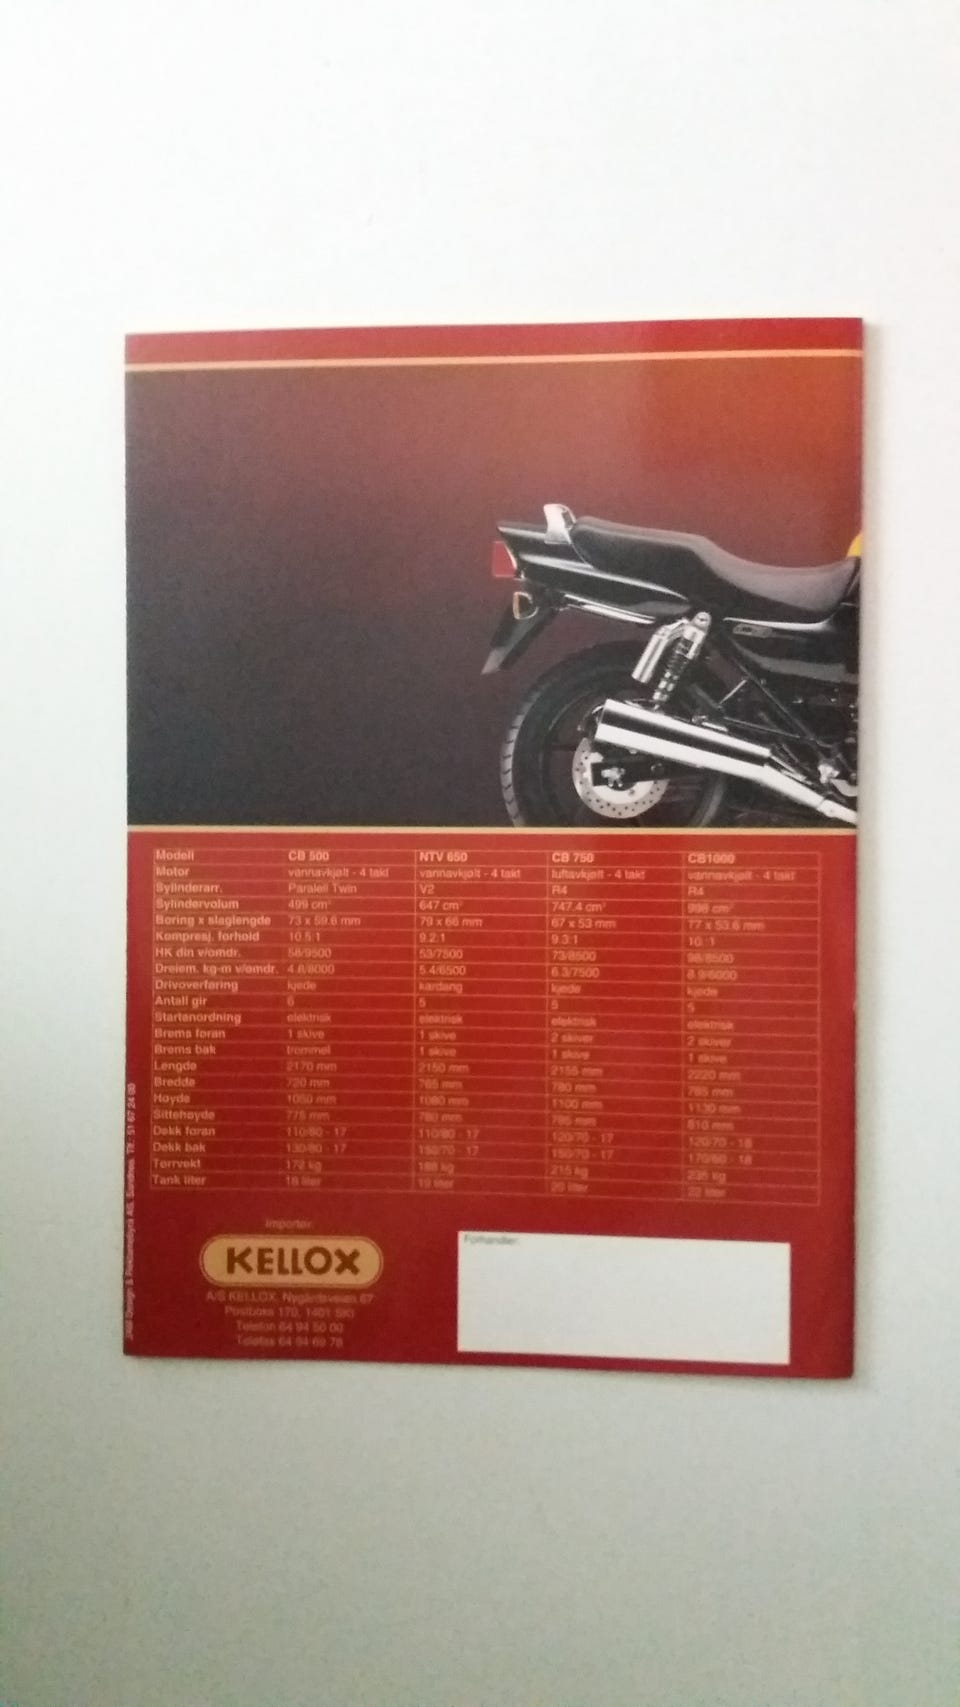 Modell CB 500 NTV 650 CB 750 CB1000
Motor vannavkjølt - 4 takt vannavkjølt - 4 takt luftavkjølt - 4 takt vannavkjølt - 4 takt
Sylinderarr. Paralell Twin V2 R4 R4
Sylindervolum 499 cm³ 647 cm³ 747.4 cm³ 998 cm³
Boring x slaglengde 73 x 59.6 mm 79 x 66 mm 67 x 53 mm 77 x 53.6 mm
Kompresj. forhold 10.5:1 9.2:1 9.3:1 10. :1
HK din v/omdr. 58/9500 53/7500 73/8500 98/8500
Dreiem. kg-m v/omdr. 4.8/8000 5.4/6500 6.3/7500 8.9/6000
Drivoverføring kjede kardang kjede kjede
Antall gir 6 5 5 5
Startanordning elektrisk elektrisk elektrisk elektrisk
Brems foran 1 skive 1 skive 2 skiver 2 skiver
Brems bak trommel 1 skive 1 skive 1 skive
Lengde 2170 mm 2150 mm 2155 mm 2220 mm
Bredde 720 mm 765 mm 780 mm 785 mm
Høyde 1050 mm 1080 mm 1100 mm 1130 mm
Sittehøyde 775 mm 780 mm 795 mm 810 mm
Dekk foran 110/80 - 17 110/80 - 17 120/70 - 17 120/70 - 18
Dekk bak 130/80 - 17 150/70 - 17 150/70 - 17 170/60 - 18
Tørrvekt 172 kg 188 kg 215 kg 235 kg
Tank liter 18 liter 19 liter 20 liter 22 liter
Importør:
KELLOX
A/S KELLOX, Nygårdsveien 67
Postboks 170, 1401 SKI
Telefon 64 94 50 00
Telefax 64 94 69 78
Forhandler:
Design & Reklamebyrå AS, Sandnes. Tlf.: 51 67 24 00